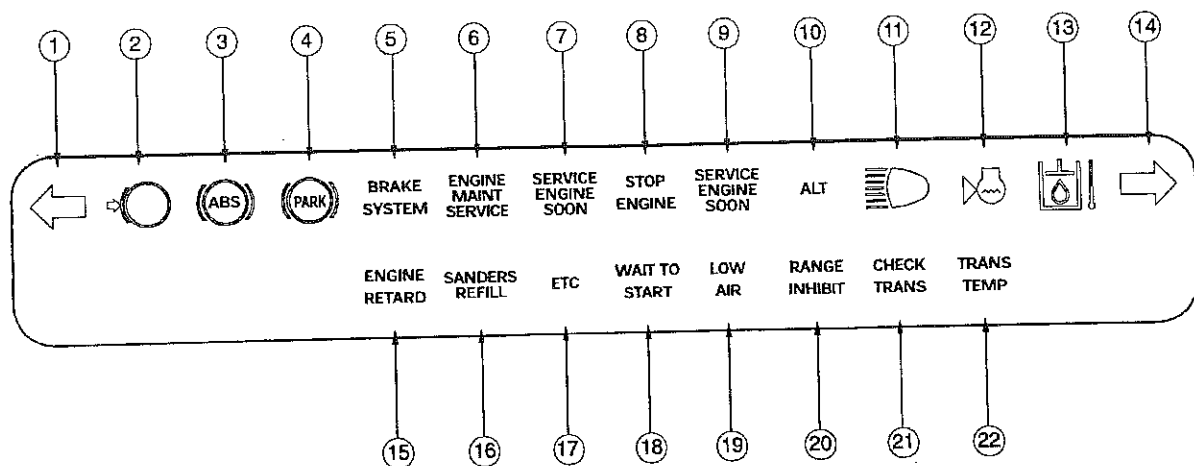 1 2 3 4 5 6 7 8 9 10 11 12 13 14
ABS
PARK
BRAKE
SYSTEM
ENGINE
MAINT
SERVICE
SERVICE
ENGINE
SOON
STOP
ENGINE
SERVICE
ENGINE
SOON
ALT
ENGINE
RETARD
SANDERS
REFILL
ETC
WAIT TO
START
LOW
AIR
RANGE
INHIBIT
CHECK
TRANS
TRANS
TEMP
15 16 17 18 19 20 21 22